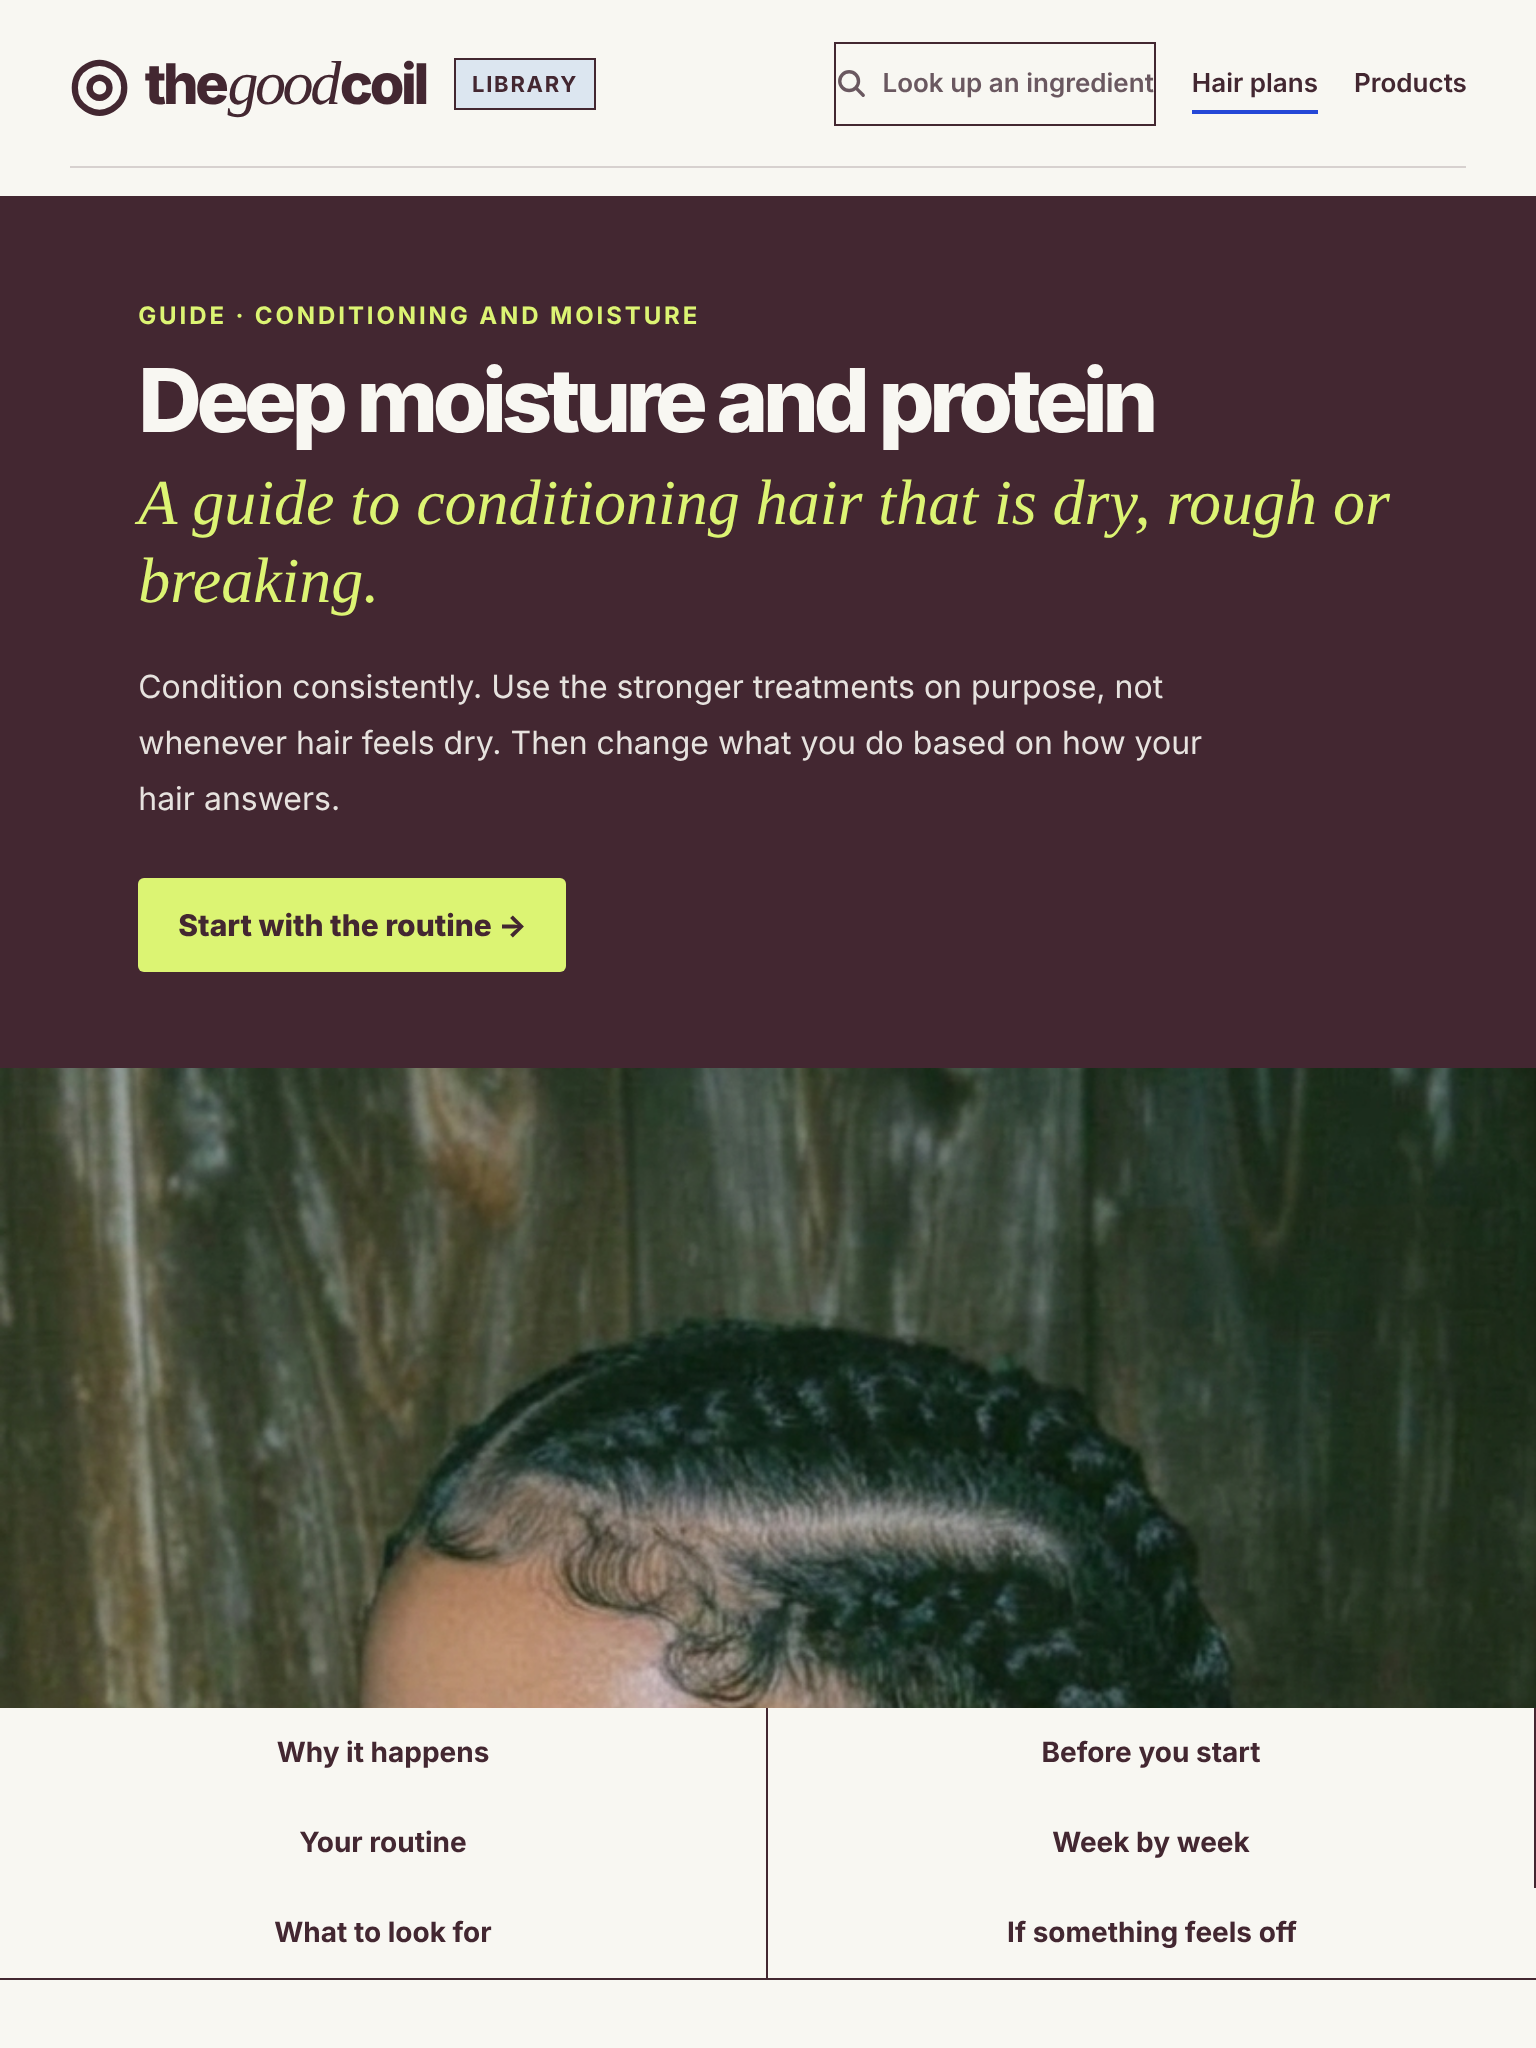 thegoodcoil LIBRARY Look up an ingredient Hair plans Products
GUIDE · CONDITIONING AND MOISTURE
Deep moisture and protein
A guide to conditioning hair that is dry, rough or
breaking.
Condition consistently. Use the stronger treatments on purpose, not
whenever hair feels dry. Then change what you do based on how your
hair answers.
Start with the routine →
Why it happens
Before you start
Your routine
Week by week
What to look for
If something feels off